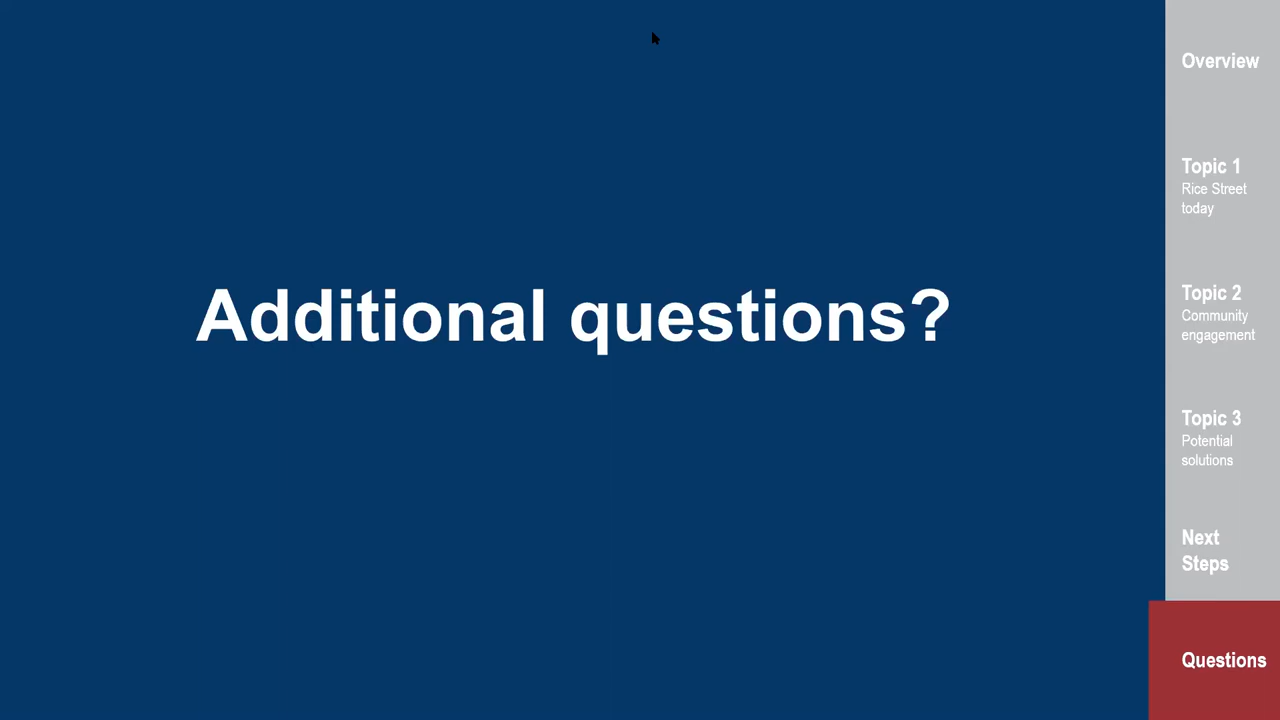 Additional questions?
Overview
Topic 1
Rice Street
today
Topic 2
Community
engagement
Topic 3
Potential
solutions
Next
Steps
Questions